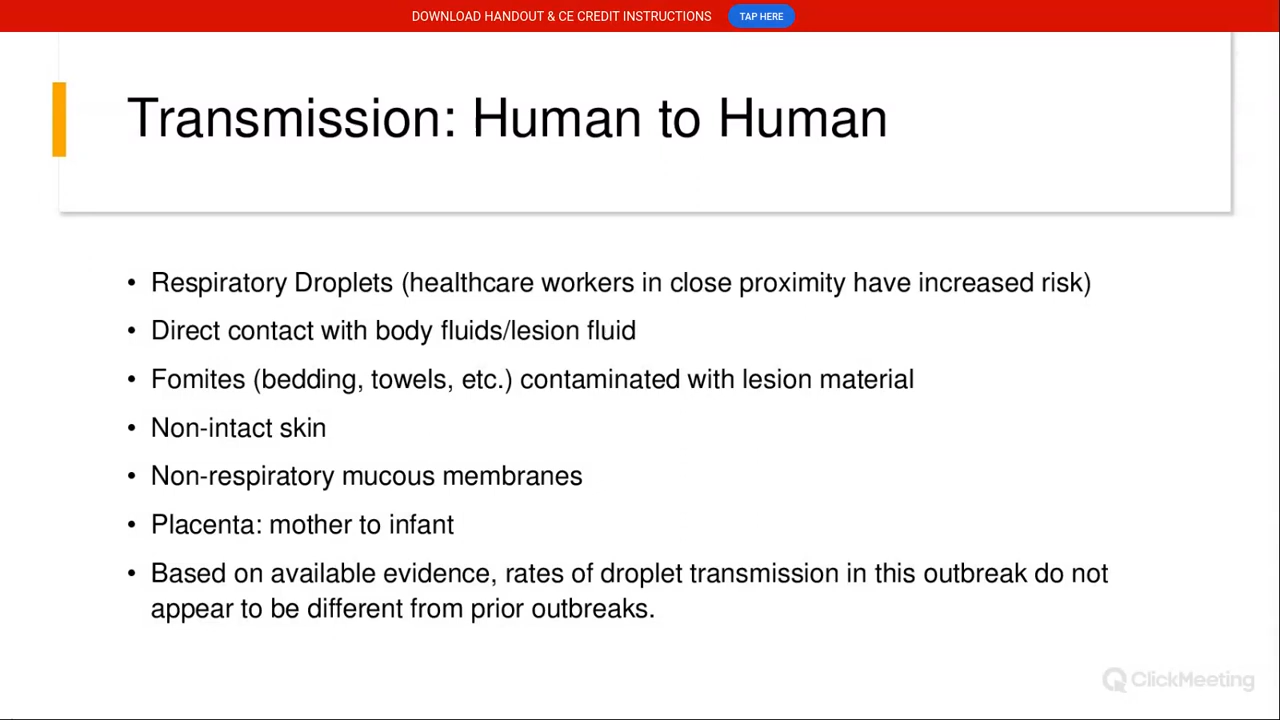 DOWNLOAD HANDOUT & CE CREDIT INSTRUCTIONS TAP HERE
Transmission: Human to Human
• Respiratory Droplets (healthcare workers in close proximity have increased risk)
• Direct contact with body fluids/lesion fluid
• Fomites (bedding, towels, etc.) contaminated with lesion material
• Non-intact skin
• Non-respiratory mucous membranes
• Placenta: mother to infant
• Based on available evidence, rates of droplet transmission in this outbreak do not
appear to be different from prior outbreaks.
ClickMeeting